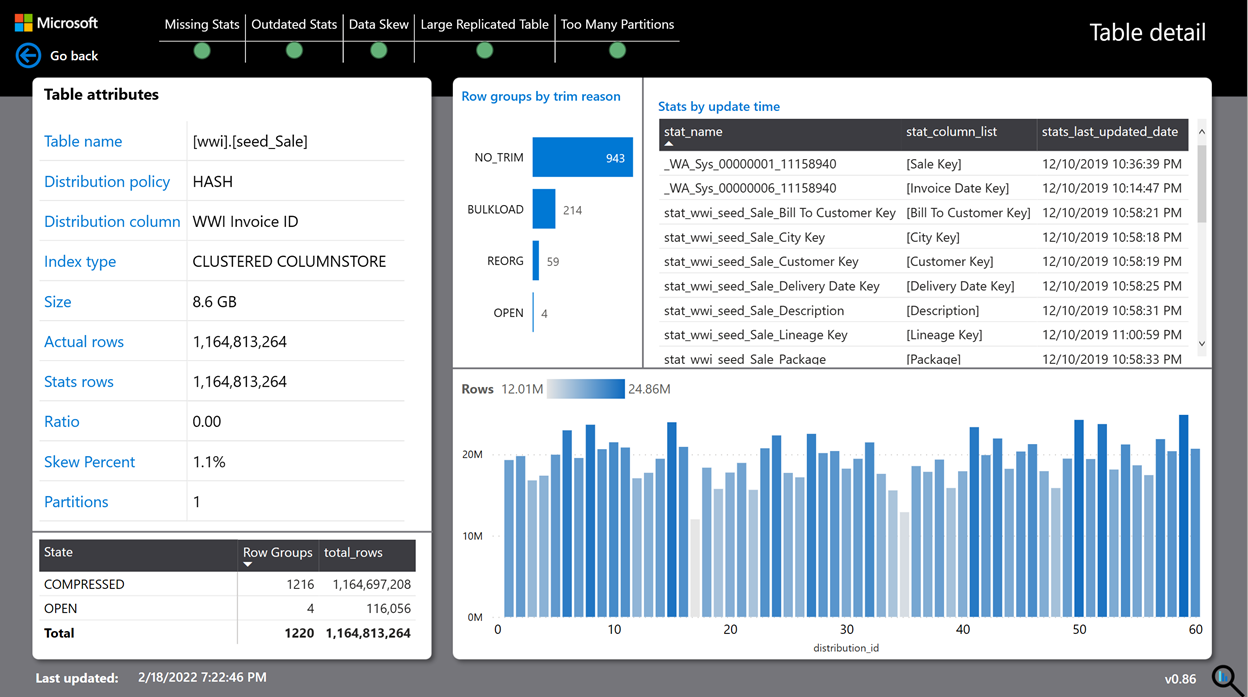 Microsoft
Go back
Missing Stats Outdated Stats Data Skew Large Replicated Table Too Many Partitions
Table detail
Table attributes
Table name [wwi].[seed_Sale]
Distribution policy HASH
Distribution column WWI Invoice ID
Index type CLUSTERED COLUMNSTORE
Size 8.6 GB
Actual rows 1,164,813,264
Stats rows 1,164,813,264
Ratio 0.00
Skew Percent 1.1%
Partitions 1
State Row Groups total_rows
COMPRESSED 1216 1,164,697,208
OPEN 4 116,056
Total 1220 1,164,813,264
Row groups by trim reason
NO_TRIM 943
BULKLOAD 214
REORG 59
OPEN 4
Stats by update time
stat_name stat_column_list stats_last_updated_date
_WA_Sys_00000001_11158940 [Sale Key] 12/10/2019 10:36:39 PM
_WA_Sys_00000006_11158940 [Invoice Date Key] 12/10/2019 10:14:47 PM
stat_wwi_seed_Sale_Bill To Customer Key [Bill To Customer Key] 12/10/2019 10:58:21 PM
stat_wwi_seed_Sale_City Key [City Key] 12/10/2019 10:58:18 PM
stat_wwi_seed_Sale_Customer Key [Customer Key] 12/10/2019 10:58:19 PM
stat_wwi_seed_Sale_Delivery Date Key [Delivery Date Key] 12/10/2019 10:58:25 PM
stat_wwi_seed_Sale_Description [Description] 12/10/2019 10:58:31 PM
stat_wwi_seed_Sale_Lineage Key [Lineage Key] 12/10/2019 11:00:59 PM
stat_wwi_seed_Sale_Package [Package] 12/10/2019 10:58:33 PM
Rows 12.01M 24.86M
20M
10M
0M
0 10 20 30 40 50 60
distribution_id
Last updated: 2/18/2022 7:22:46 PM
v0.86